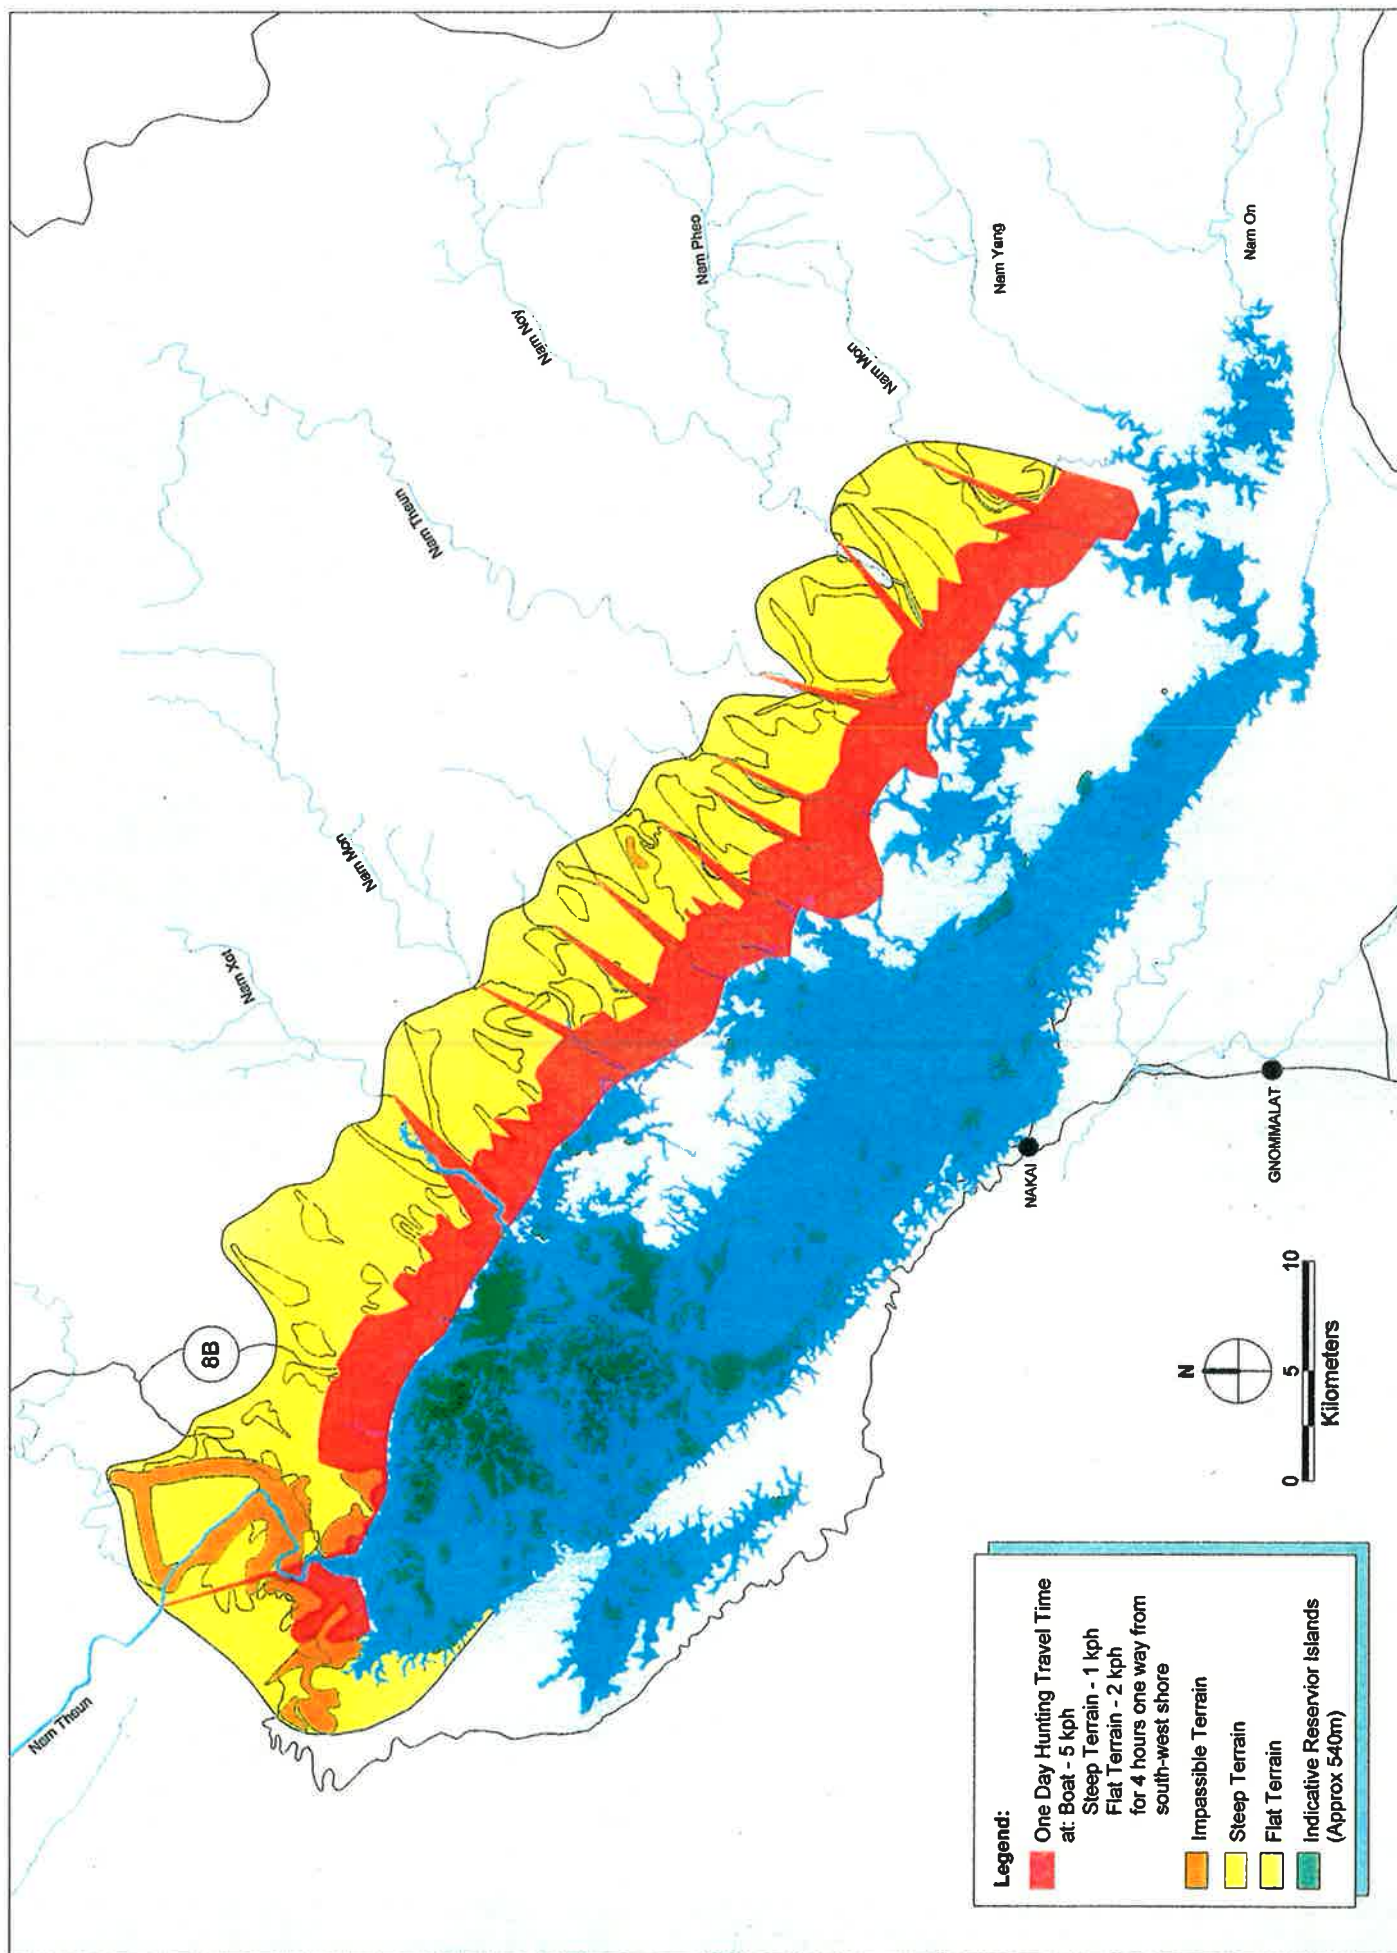 Nam Theun
8B
Nam Xot
Nam Mon
Nam Theun
Nam Noy
Nam Pheo
Nam Mon
Nam Yang
Nam On
NAKAI
GNOMMALAT
N
0 5 10
Kilometers
Legend:
One Day Hunting Travel Time
at: Boat - 5 kph
Steep Terrain - 1 kph
Flat Terrain - 2 kph
for 4 hours one way from
south-west shore
Impassible Terrain
Steep Terrain
Flat Terrain
Indicative Reservior Islands
(Approx 540m)